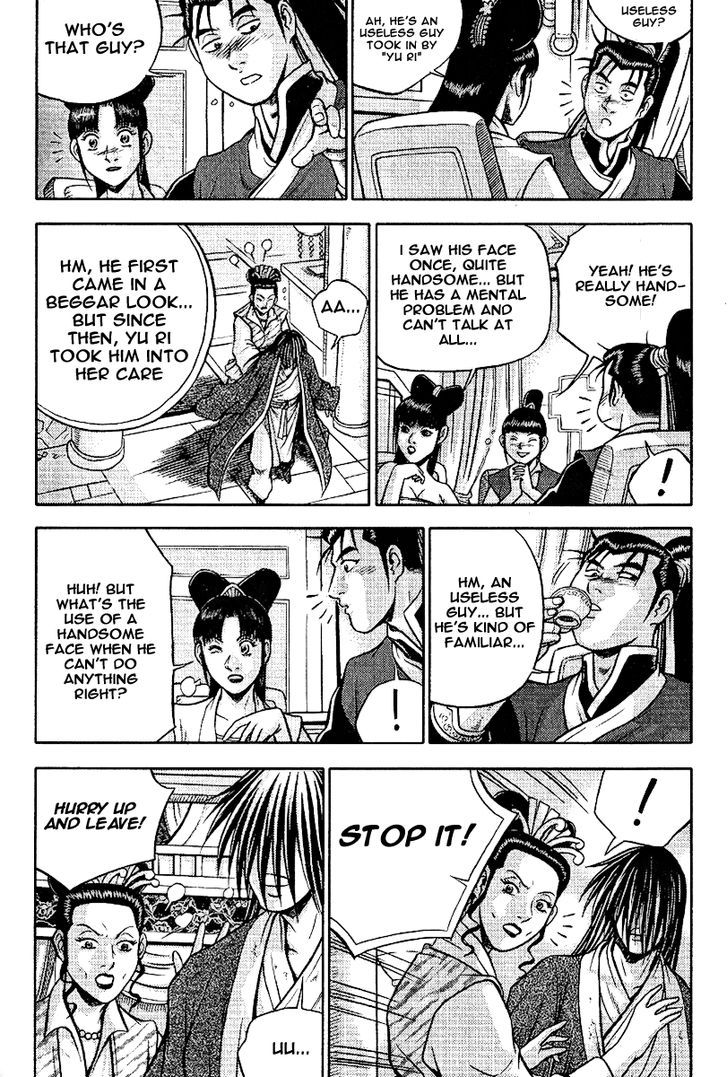 WHO'S
THAT GUY?
AH, HE'S AN
USELESS GUY
TOOK IN BY
"YU RI"
USELESS
GUY?
HM, HE FIRST
CAME IN A
BEGGAR LOOK...
BUT SINCE
THEN, YU RI
TOOK HIM INTO
HER CARE
AA...
I SAW HIS FACE
ONCE, QUITE
HANDSOME... BUT
HE HAS A MENTAL
PROBLEM AND
CAN'T TALK AT
ALL...
YEAH! HE'S
REALLY HAND-
SOME!
!
HUH! BUT
WHAT'S THE
USE OF A
HANDSOME
FACE WHEN HE
CAN'T DO
ANYTHING
RIGHT?
!
HM, AN
USELESS
GUY... BUT
HE'S KIND OF
FAMILIAR...
HURRY UP
AND LEAVE!
UU...
STOP IT!
!